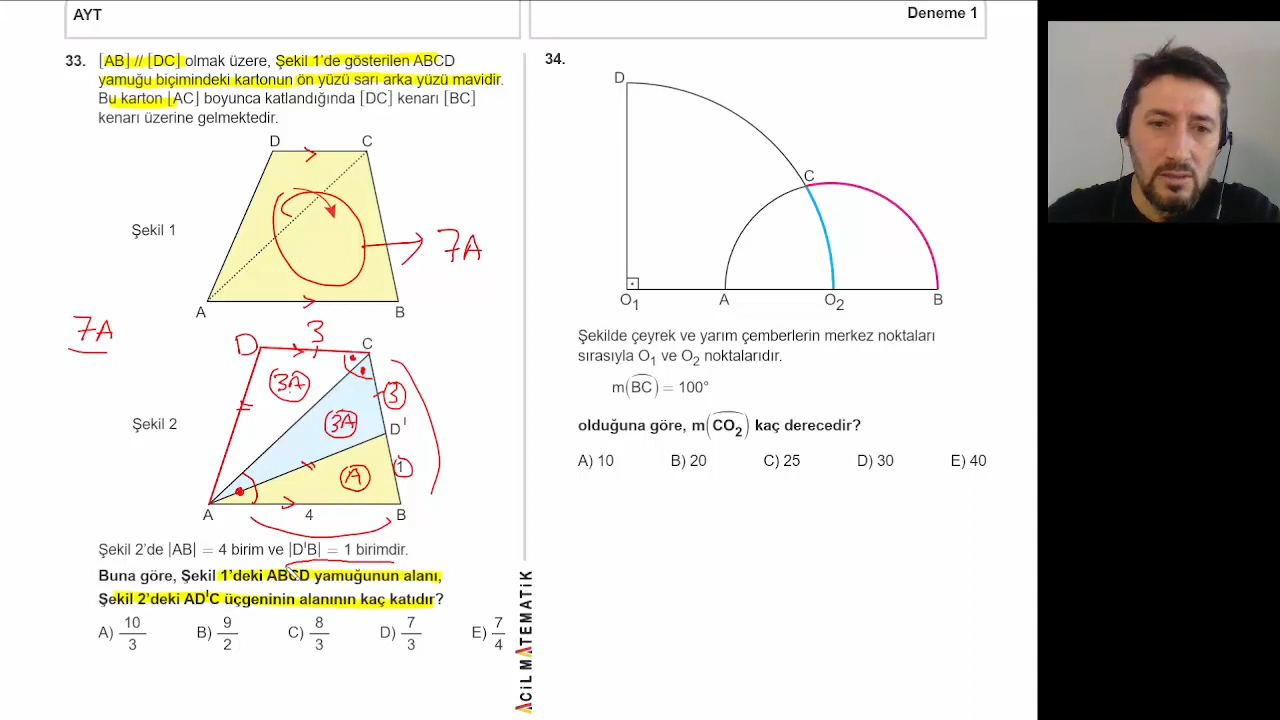 AYT
Deneme 1
33. [AB] // [DC] olmak üzere, Şekil 1'de gösterilen ABCD
yamuğu biçimindeki kartonun ön yüzü sarı arka yüzü mavidir.
Bu karton [AC] boyunca katlandığında [DC] kenarı [BC]
kenarı üzerine gelmektedir.
D C
Şekil 1
7A
A B
7A
D 3 C
3A
3
3A
Şekil 2
D'
1
A
A 4 B
Şekil 2'de |AB| = 4 birim ve |D'B| = 1 birimdir.
Buna göre, Şekil 1'deki ABCD yamuğunun alanı,
Şekil 2'deki AD'C üçgeninin alanının kaç katıdır?
A) 10/3 B) 9/2 C) 8/3 D) 7/3 E) 7/4
ACİL MATEMATİK
34.
D
C
O1 A O2 B
Şekilde çeyrek ve yarım çemberlerin merkez noktaları
sırasıyla O1 ve O2 noktalarıdır.
m(BC) = 100°
olduğuna göre, m(CO2) kaç derecedir?
A) 10 B) 20 C) 25 D) 30 E) 40